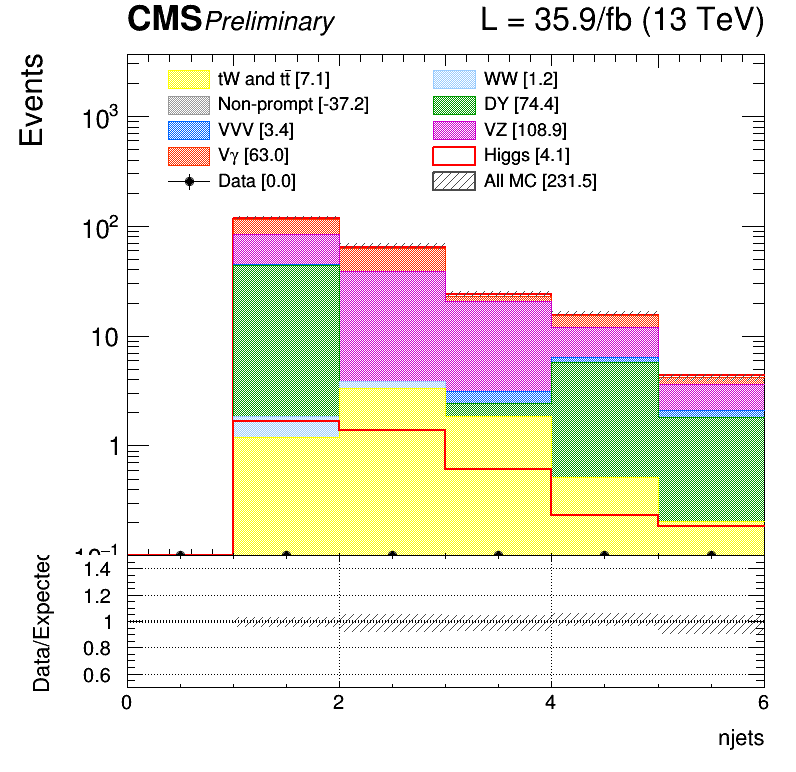 CMS Preliminary L = 35.9/fb (13 TeV)
Events
tW and tt̄ [7.1]
Non-prompt [-37.2]
VVV [3.4]
Vγ [63.0]
Data [0.0]
WW [1.2]
DY [74.4]
VZ [108.9]
Higgs [4.1]
All MC [231.5]
10³
10²
10
1
10⁻¹
Data/Expected
1.4
1.2
1
0.8
0.6
0 2 4 6
njets